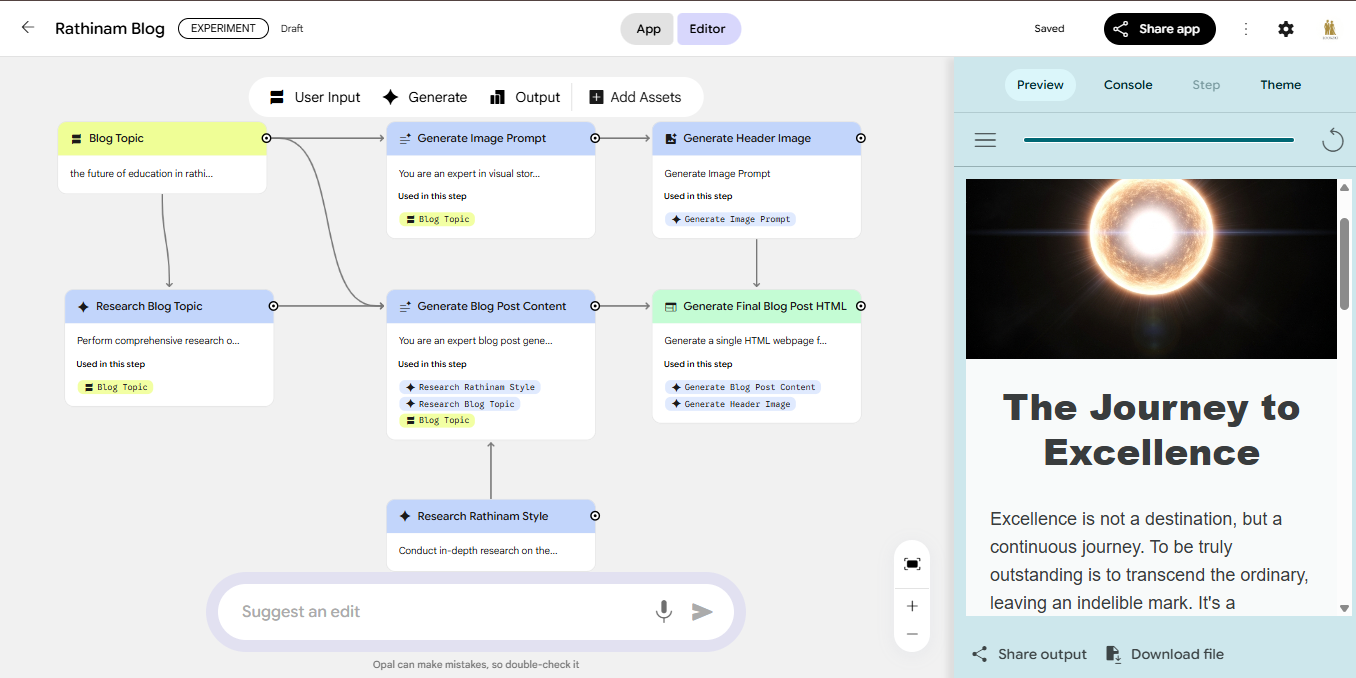 Rathinam Blog
EXPERIMENT
Draft
App
Editor
Saved
Share app
User Input
Generate
Output
Add Assets
Preview
Console
Step
Theme
Blog Topic
the future of education in rathi...
Generate Image Prompt
You are an expert in visual stor...
Used in this step
Blog Topic
Generate Header Image
Generate Image Prompt
Used in this step
Generate Image Prompt
Research Blog Topic
Perform comprehensive research o...
Used in this step
Blog Topic
Generate Blog Post Content
You are an expert blog post gene...
Used in this step
Research Rathinam Style
Research Blog Topic
Blog Topic
Generate Final Blog Post HTML
Generate a single HTML webpage f...
Used in this step
Generate Blog Post Content
Generate Header Image
Research Rathinam Style
Conduct in-depth research on the...
Suggest an edit
Opal can make mistakes, so double-check it
The Journey to
Excellence
Excellence is not a destination, but a
continuous journey. To be truly
outstanding is to transcend the ordinary,
leaving an indelible mark. It's a
Share output
Download file